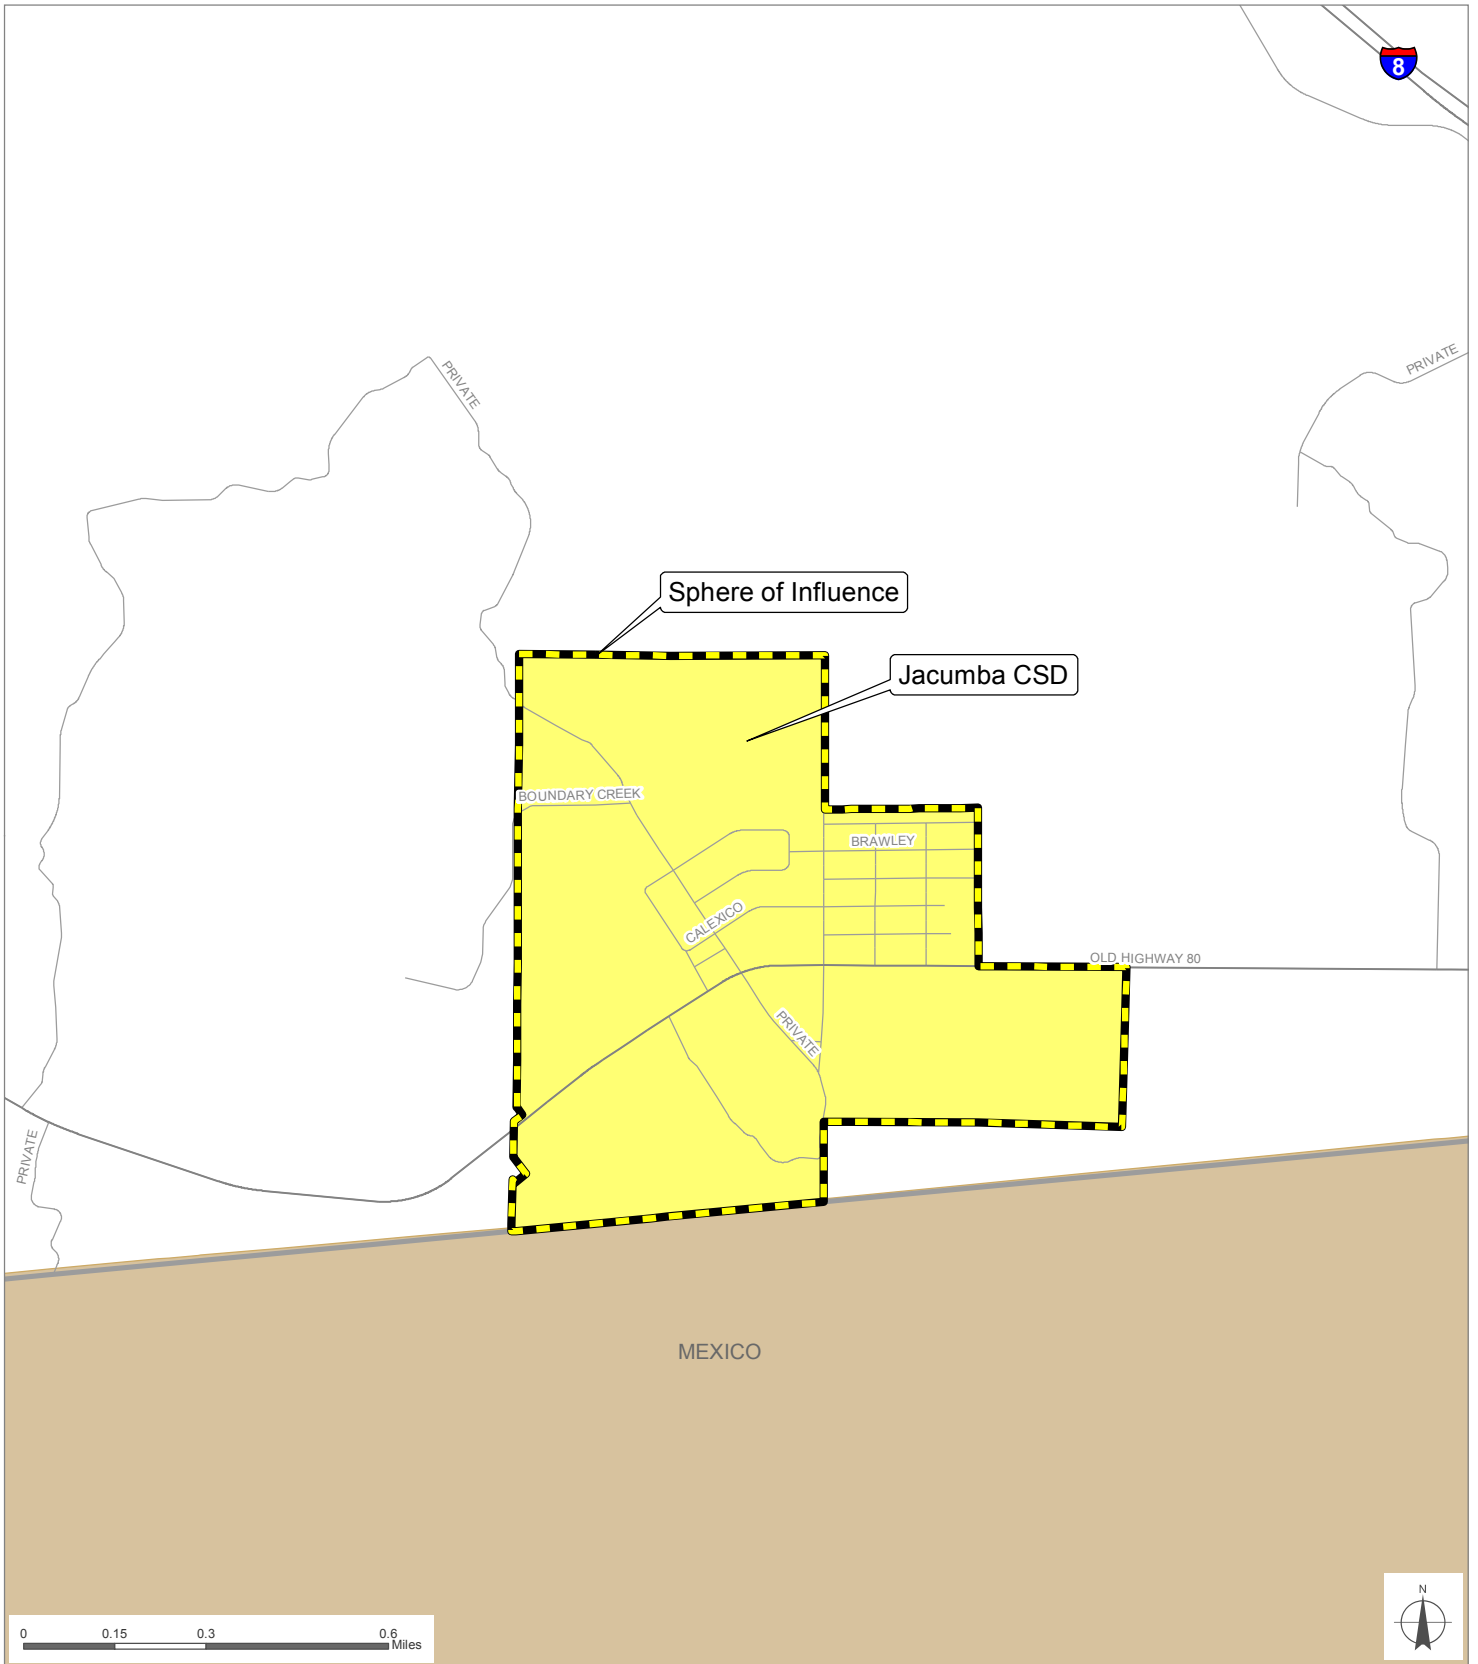 8
PRIVATE
PRIVATE
Sphere of Influence
Jacumba CSD
BOUNDARY CREEK
BRAWLEY
CALEXICO
OLD HIGHWAY 80
PRIVATE
PRIVATE
MEXICO
N
0 0.15 0.3 0.6
Miles